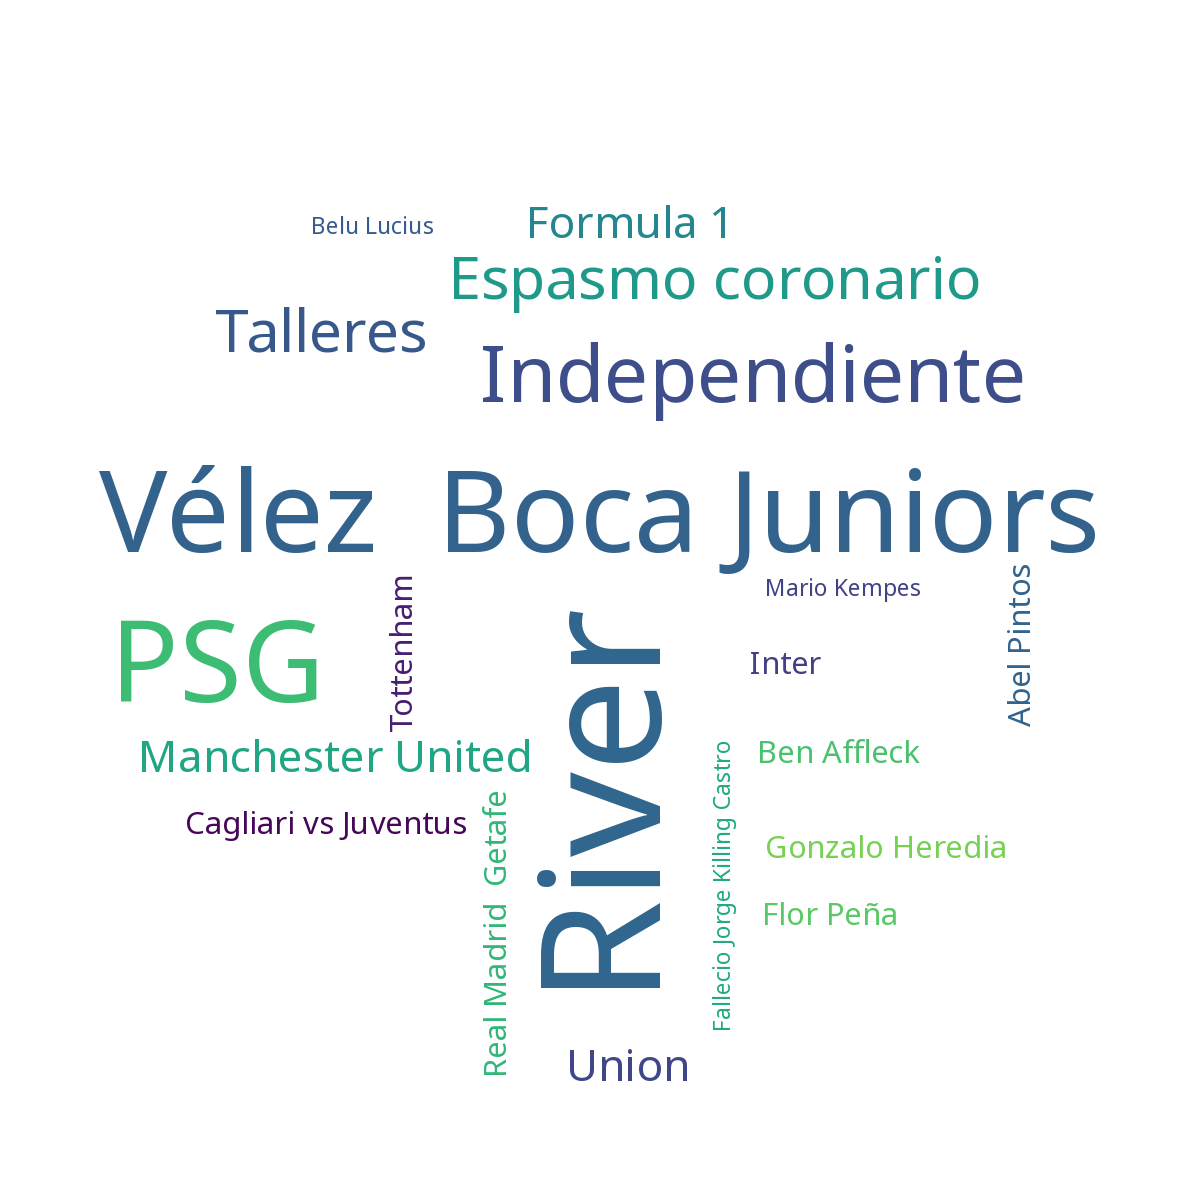 Belu Lucius
Formula 1
Espasmo coronario
Talleres
Independiente
Vélez
Boca Juniors
Mario Kempes
Abel Pintos
Tottenham
PSG
River
Inter
Manchester United
Ben Affleck
Cagliari vs Juventus
Real Madrid  Getafe
Fallecio Jorge Killing Castro
Gonzalo Heredia
Flor Peña
Union